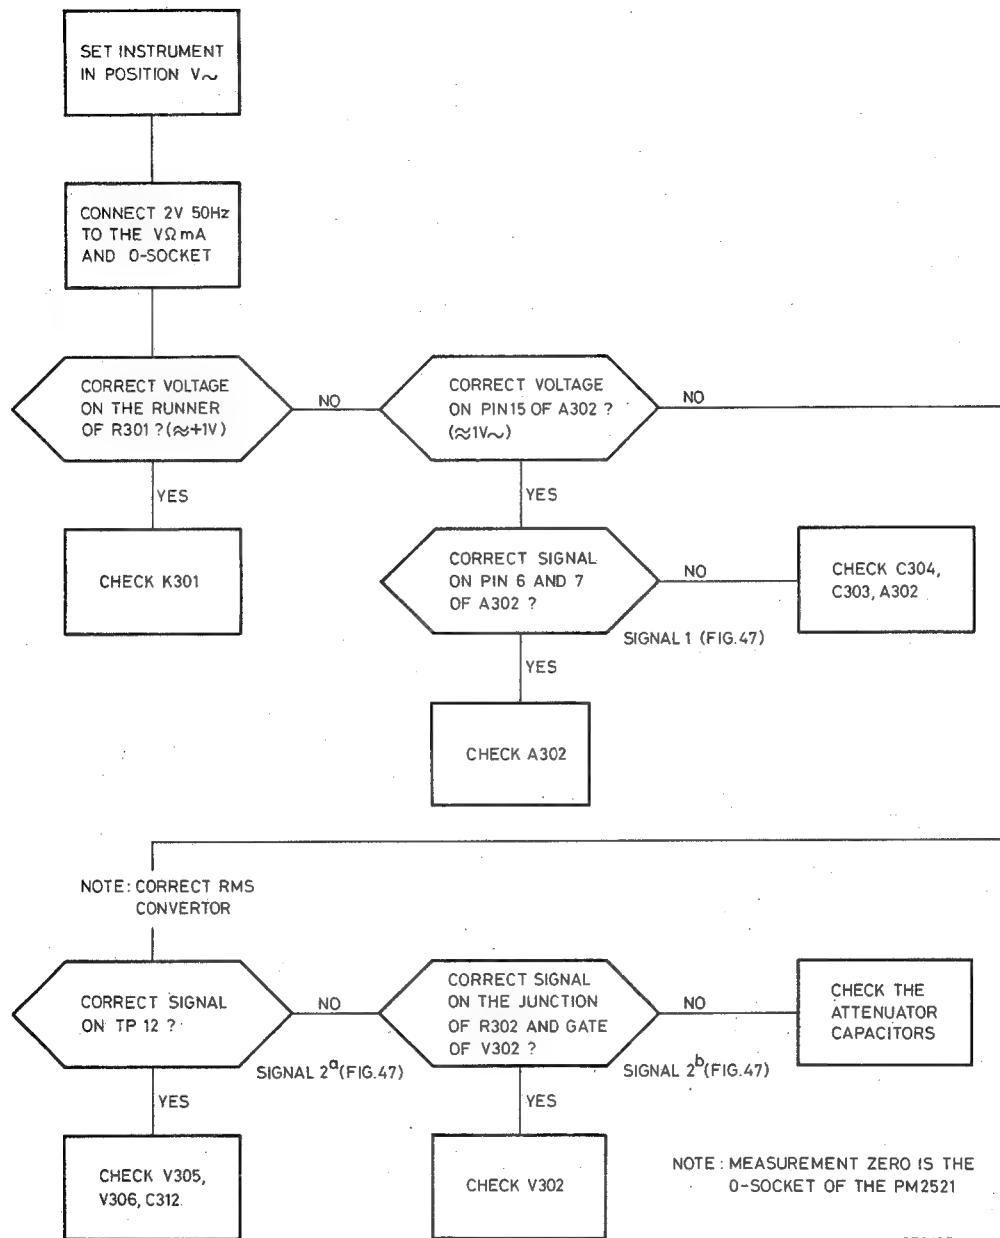 SET INSTRUMENT
IN POSITION V~
CONNECT 2V 50Hz
TO THE VΩmA
AND 0-SOCKET
CORRECT VOLTAGE
ON THE RUNNER
OF R301?(≈+1V)
NO
CORRECT VOLTAGE
ON PIN15 OF A302 ?
(≈1V~)
NO
YES
YES
CHECK K301
CORRECT SIGNAL
ON PIN 6 AND 7
OF A302 ?
NO
CHECK C304,
C303, A302
SIGNAL 1 (FIG.47)
YES
CHECK A302
NOTE: CORRECT RMS
CONVERTOR
CORRECT SIGNAL
ON TP 12 ?
NO
CORRECT SIGNAL
ON THE JUNCTION
OF R302 AND GATE
OF V302 ?
NO
CHECK THE
ATTENUATOR
CAPACITORS
SIGNAL 2a (FIG.47)
SIGNAL 2b (FIG.47)
YES
YES
CHECK V305,
V306, C312
CHECK V302
NOTE : MEASUREMENT ZERO IS THE
0-SOCKET OF THE PM2521